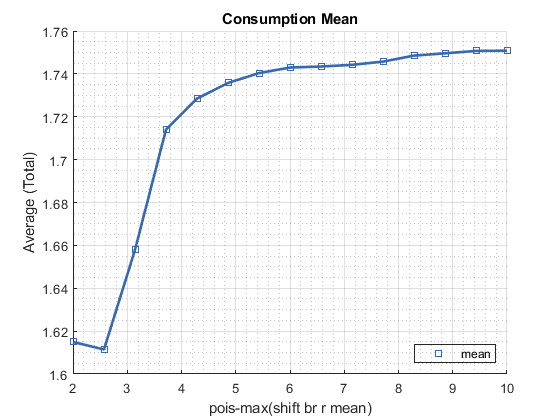 Consumption Mean
1.76
1.74
1.72
1.7
1.68
1.66
1.64
1.62
1.6
Average (Total)
mean
2 3 4 5 6 7 8 9 10
pois-max(shift br r mean)